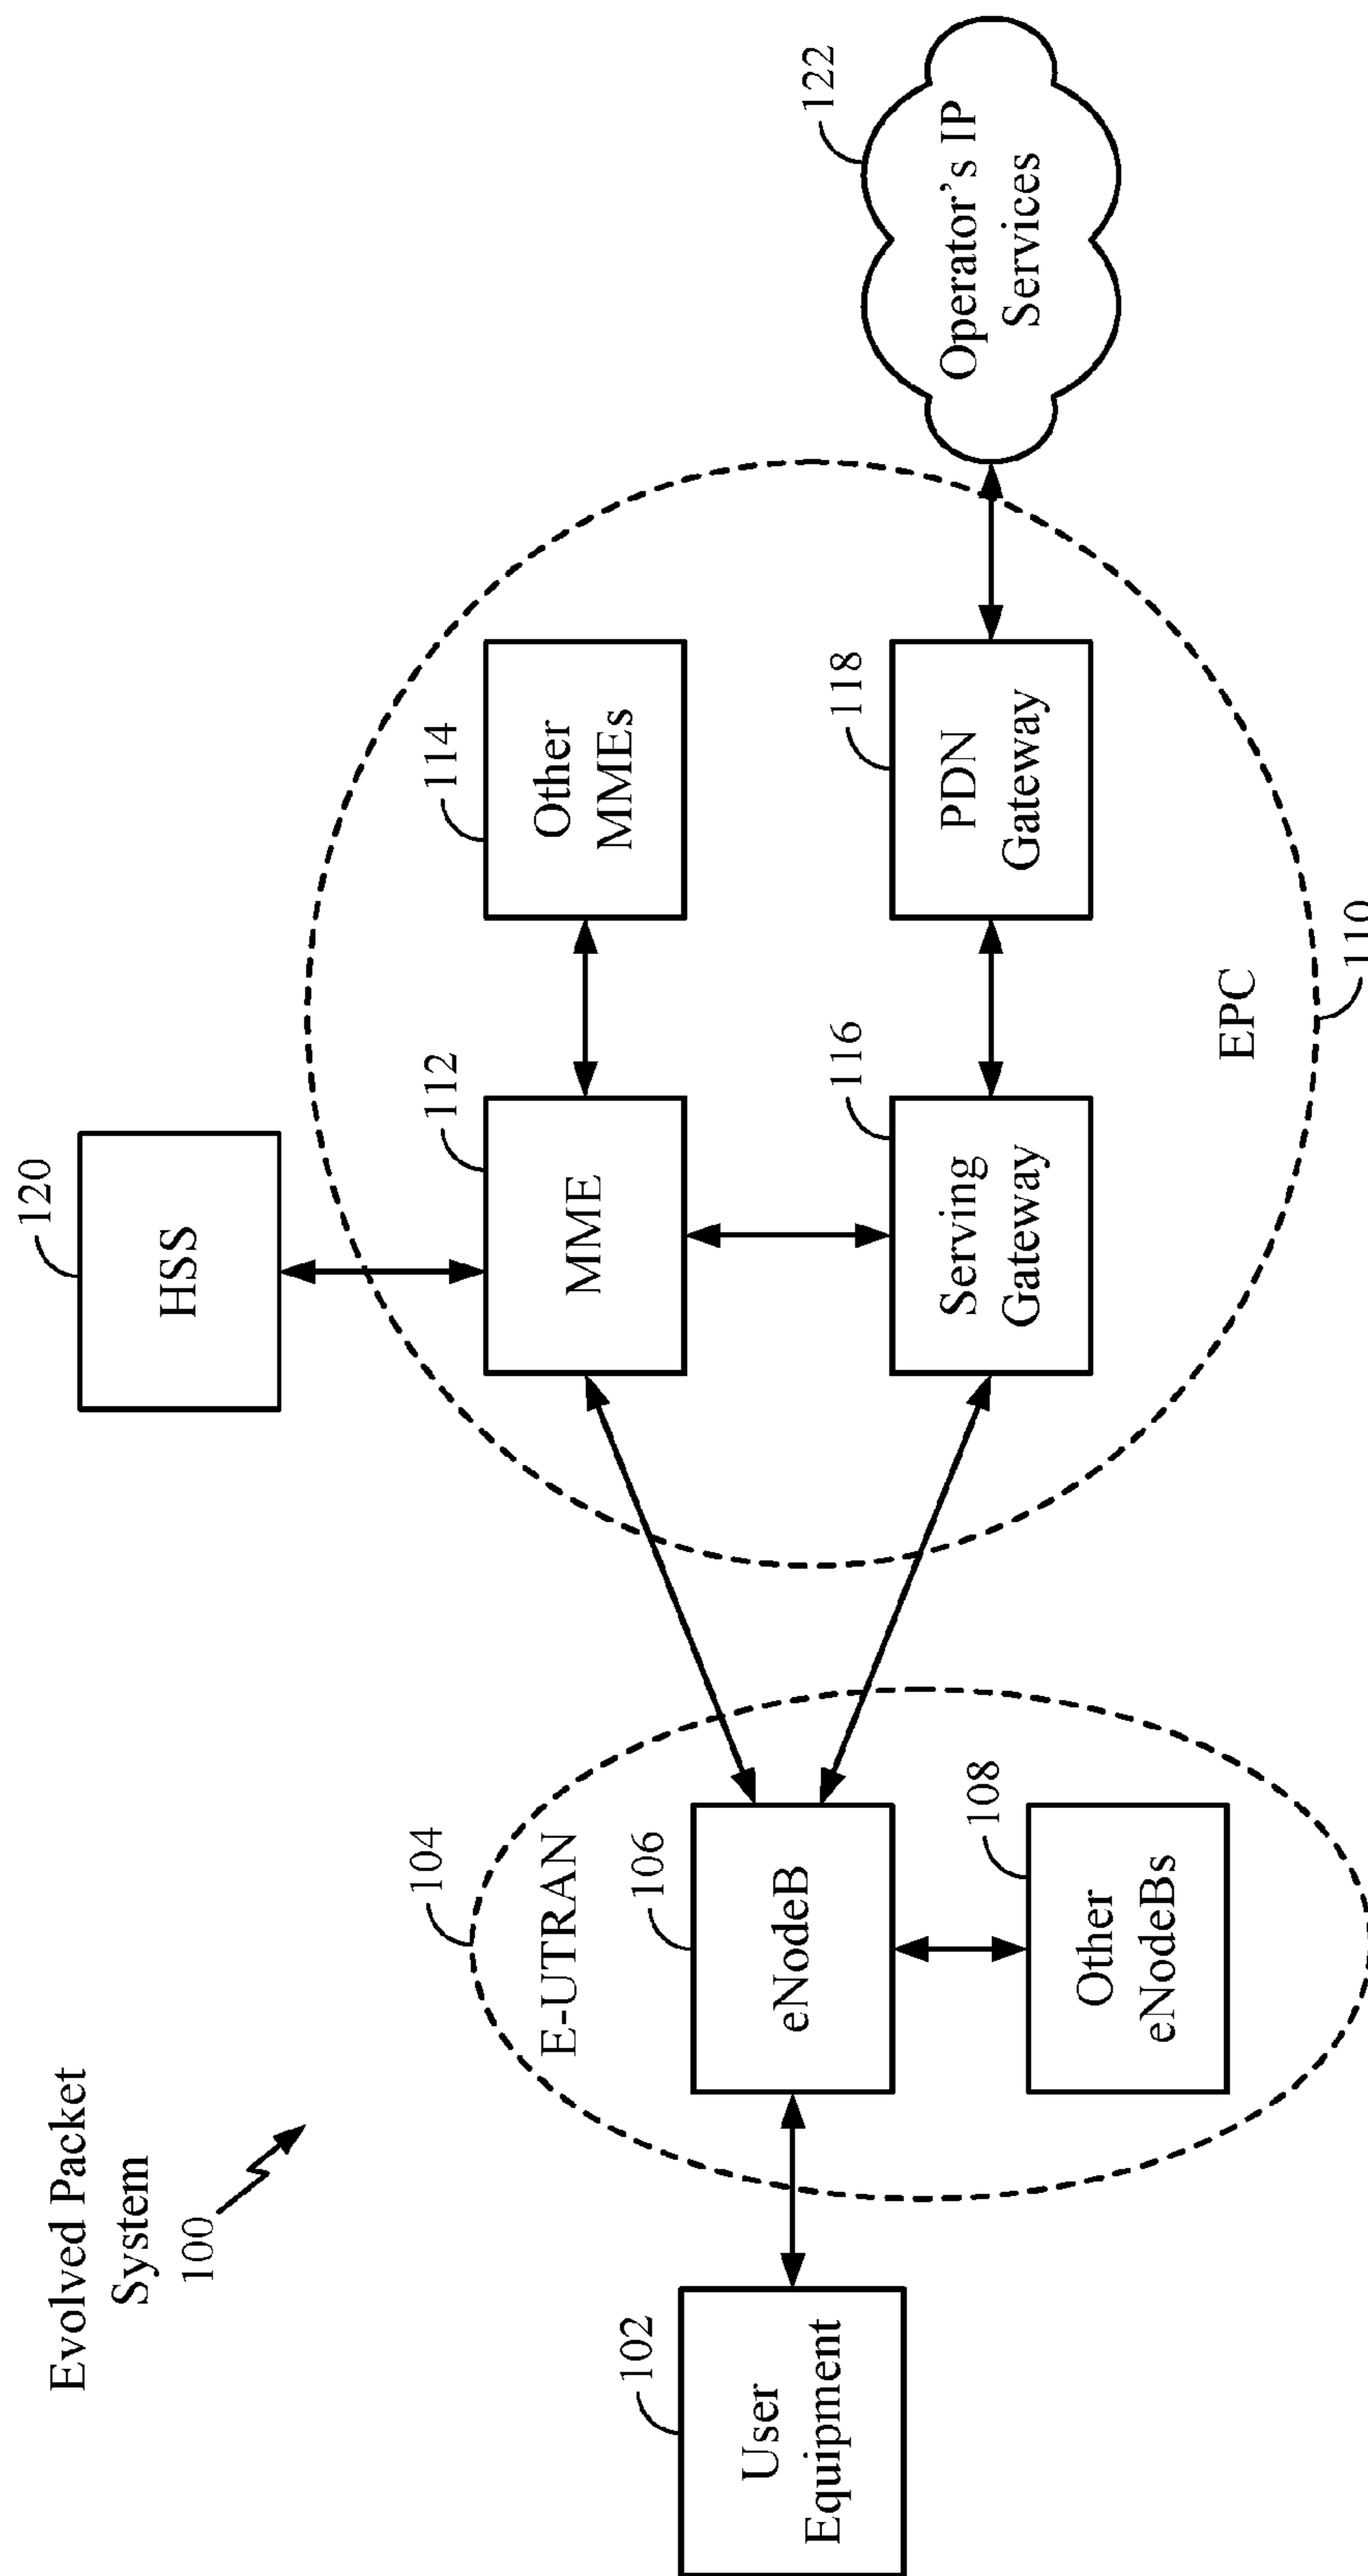 Evolved Packet
System
100
102
User
Equipment
104
E-UTRAN
106
eNodeB
108
Other
eNodeBs
120
HSS
112
MME
114
Other
MMEs
116
Serving
Gateway
118
PDN
Gateway
EPC
110
122
Operator's IP
Services